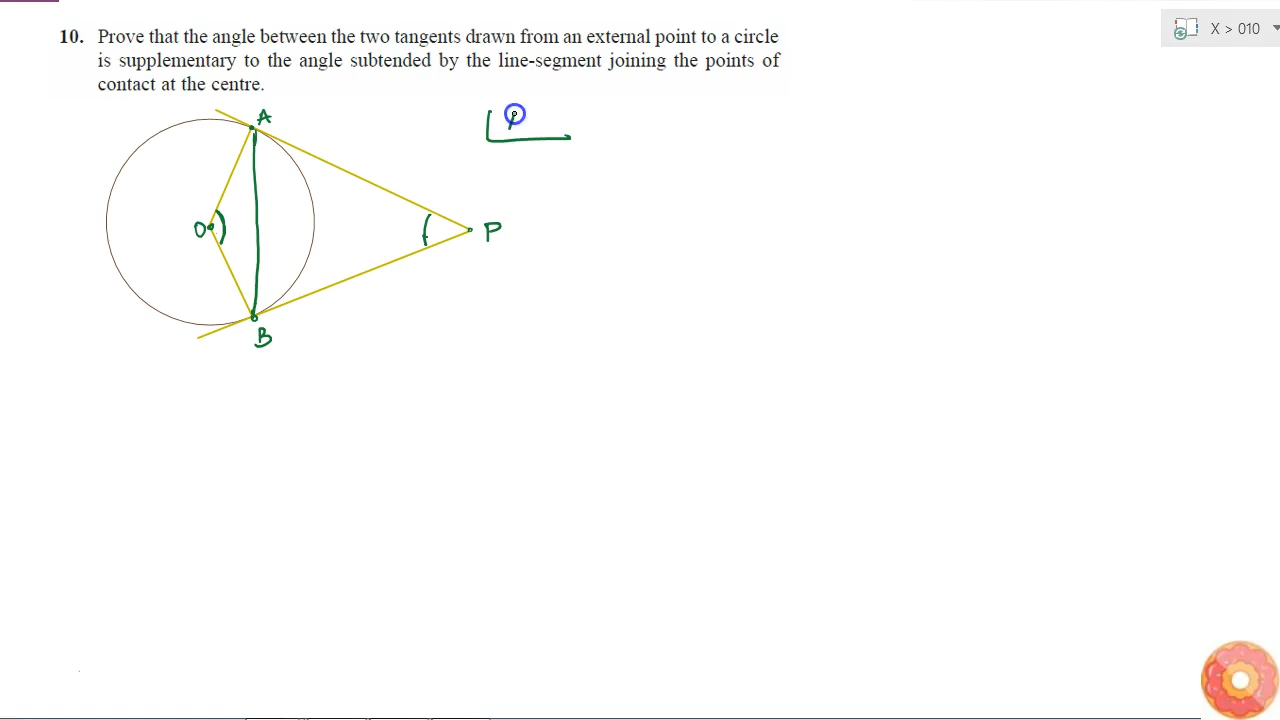 10. Prove that the angle between the two tangents drawn from an external point to a circle
is supplementary to the angle subtended by the line-segment joining the points of
contact at the centre.
X > 010
A
O
P
B